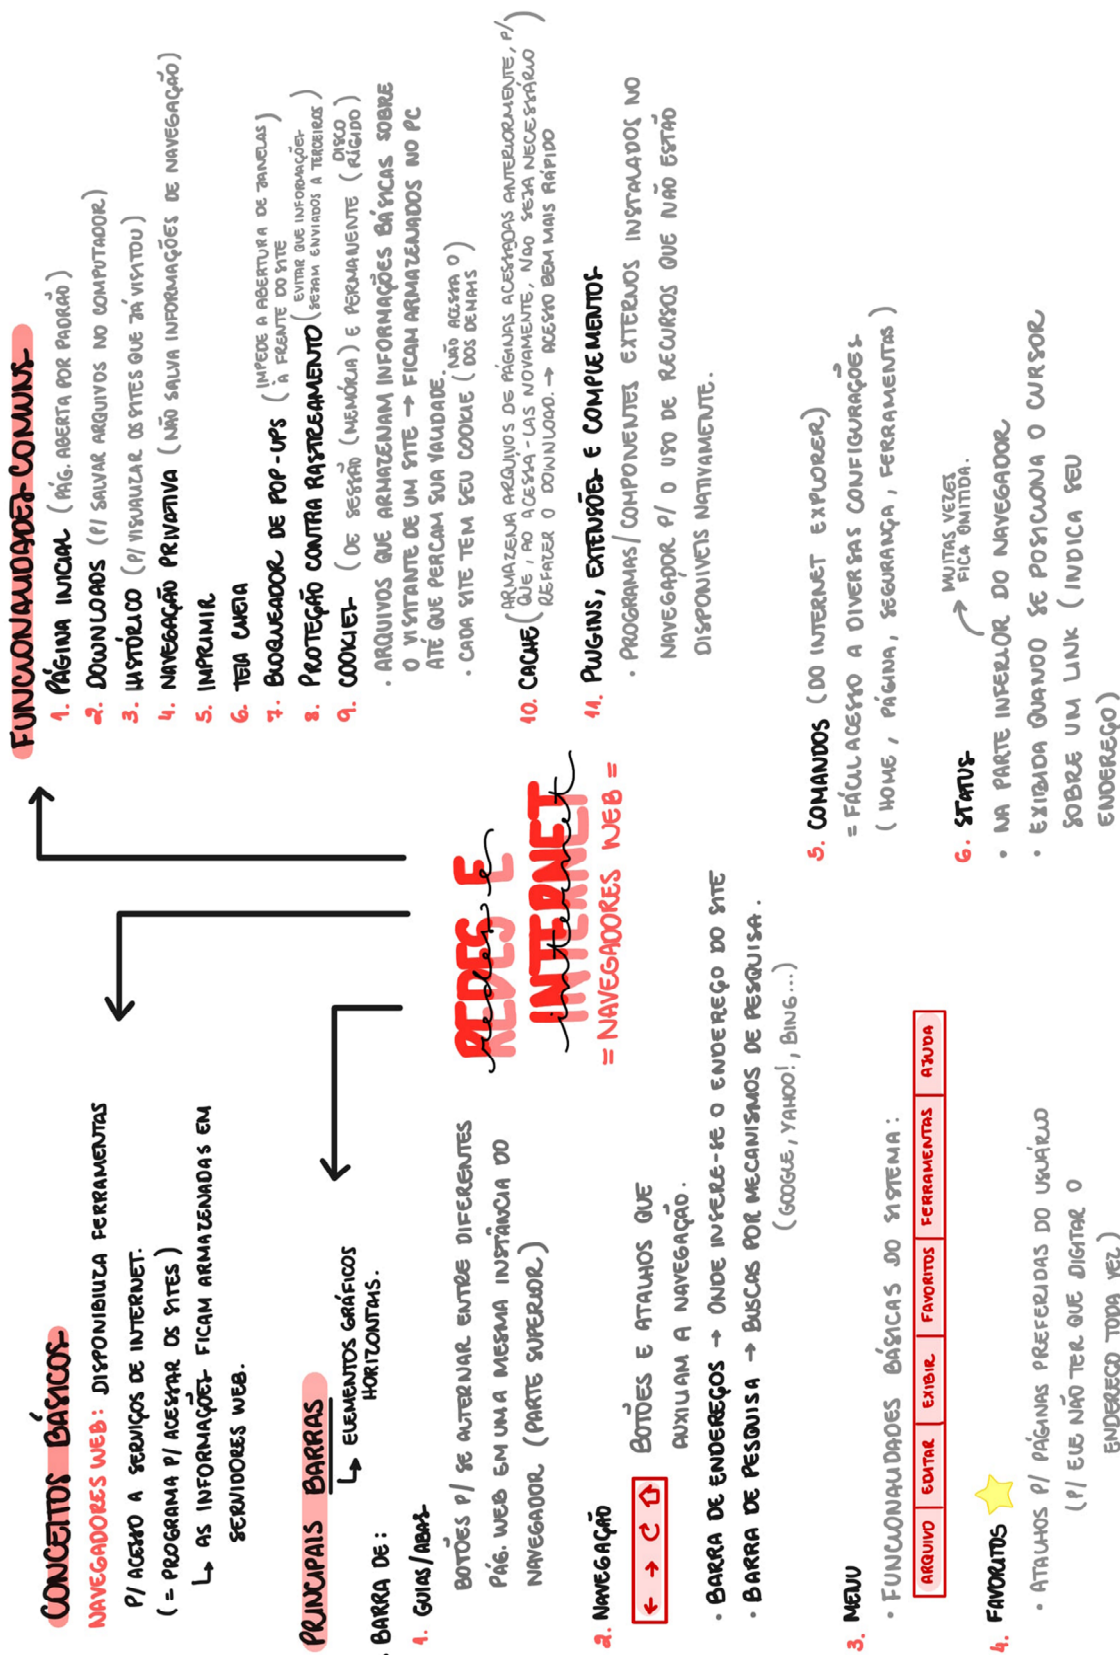 REDES E
redes e
INTERNET
internet
= NAVEGADORES WEB =
CONCEITOS BÁSICOS
NAVEGADORES WEB: DISPONIBILIZA FERRAMENTAS
P/ ACESSO A SERVIÇOS DE INTERNET.
(= PROGRAMA P/ ACESSAR OS SITES)
↳ AS INFORMAÇÕES FICAM ARMAZENADAS EM
SERVIDORES WEB.
PRINCIPAIS BARRAS
↳ ELEMENTOS GRÁFICOS
HORIZONTAIS.
. BARRA DE:
1. GUIAS/ABAS
BOTÕES P/ SE ALTERNAR ENTRE DIFERENTES
PÁG. WEB EM UMA MESMA INSTÂNCIA DO
NAVEGADOR (PARTE SUPERIOR)
2. NAVEGAÇÃO
BOTÕES E ATALHOS QUE
AUXILIAM A NAVEGAÇÃO.
• BARRA DE ENDEREÇOS → ONDE INSERE-SE O ENDEREÇO DO SITE
• BARRA DE PESQUISA → BUSCAS POR MECANISMOS DE PESQUISA.
(GOOGLE, YAHOO!, BING...)
3. MENU
• FUNCIONALIDADES BÁSICAS DO SISTEMA:
ARQUIVO EDITAR EXIBIR FAVORITOS FERRAMENTAS AJUDA
4. FAVORITOS
• ATALHOS P/ PÁGINAS PREFERIDAS DO USUÁRIO
(P/ ELE NÃO TER QUE DIGITAR O
ENDEREÇO TODA VEZ)
5. COMANDOS (DO INTERNET EXPLORER)
= FÁCIL ACESSO A DIVERSAS CONFIGURAÇÕES
(HOME, PÁGINA, SEGURANÇA, FERRAMENTAS)
6. STATUS → MUITAS VEZES
FICA OMITIDA.
• NA PARTE INFERIOR DO NAVEGADOR
• EXIBIDA QUANDO SE POSICIONA O CURSOR
SOBRE UM LINK (INDICA SEU
ENDEREÇO)
FUNCIONALIDADES COMUNS
1. PÁGINA INICIAL (PÁG. ABERTA POR PADRÃO)
2. DOWNLOADS (P/ SALVAR ARQUIVOS NO COMPUTADOR)
3. HISTÓRICO (P/ VISUALIZAR OS SITES QUE JÁ VISITOU)
4. NAVEGAÇÃO PRIVATIVA (NÃO SALVA INFORMAÇÕES DE NAVEGAÇÃO)
5. IMPRIMIR
6. TELA CHEIA
7. BLOQUEADOR DE POP-UPS (IMPEDE A ABERTURA DE JANELAS
À FRENTE DO SITE)
8. PROTEÇÃO CONTRA RASTREAMENTO (EVITAR QUE INFORMAÇÕES
SEJAM ENVIADOS A TERCEIROS)
9. COOKIES (DE SESSÃO (MEMÓRIA) E PERMANENTE (DISCO
RÍGIDO)
• ARQUIVOS QUE ARMAZENAM INFORMAÇÕES BÁSICAS SOBRE
O VISITANTE DE UM SITE → FICAM ARMAZENADOS NO PC
ATÉ QUE PERCAM SUA VALIDADE.
• CADA SITE TEM SEU COOKIE (NÃO ACESSA O
DOS DEMAIS)
10. CACHE (ARMAZENA ARQUIVOS DE PÁGINAS ACESSADAS ANTERIORMENTE, P/
QUE, AO ACESSÁ-LAS NOVAMENTE, NÃO SEJA NECESSÁRIO)
REFAZER O DOWNLOAD. → ACESSO BEM MAIS RÁPIDO
11. PLUGINS, EXTENSÕES E COMPLEMENTOS
• PROGRAMAS/COMPONENTES EXTERNOS INSTALADOS NO
NAVEGADOR P/ O USO DE RECURSOS QUE NÃO ESTÃO
DISPONÍVEIS NATIVAMENTE.